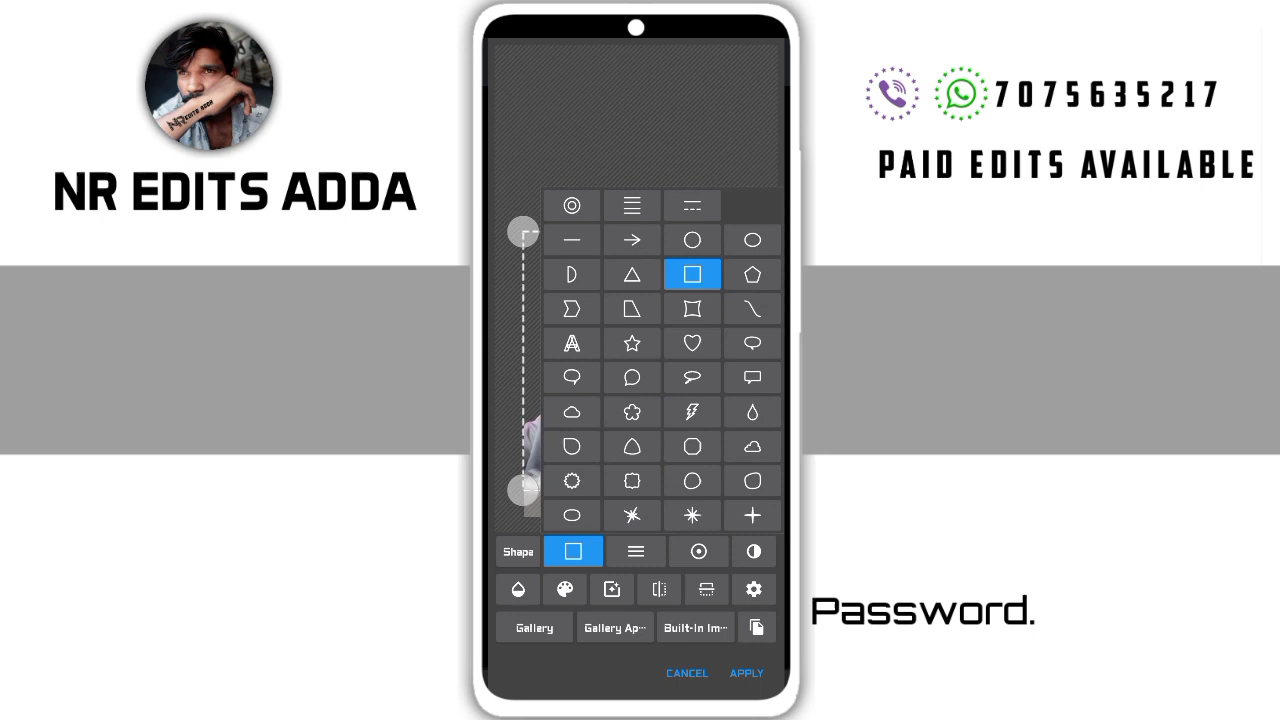 NR EDITS ADDA
7075635217
PAID EDITS AVAILABLE
Shape
Gallery
Gallery Ap...
Built-In Im...
CANCEL
APPLY
Password.